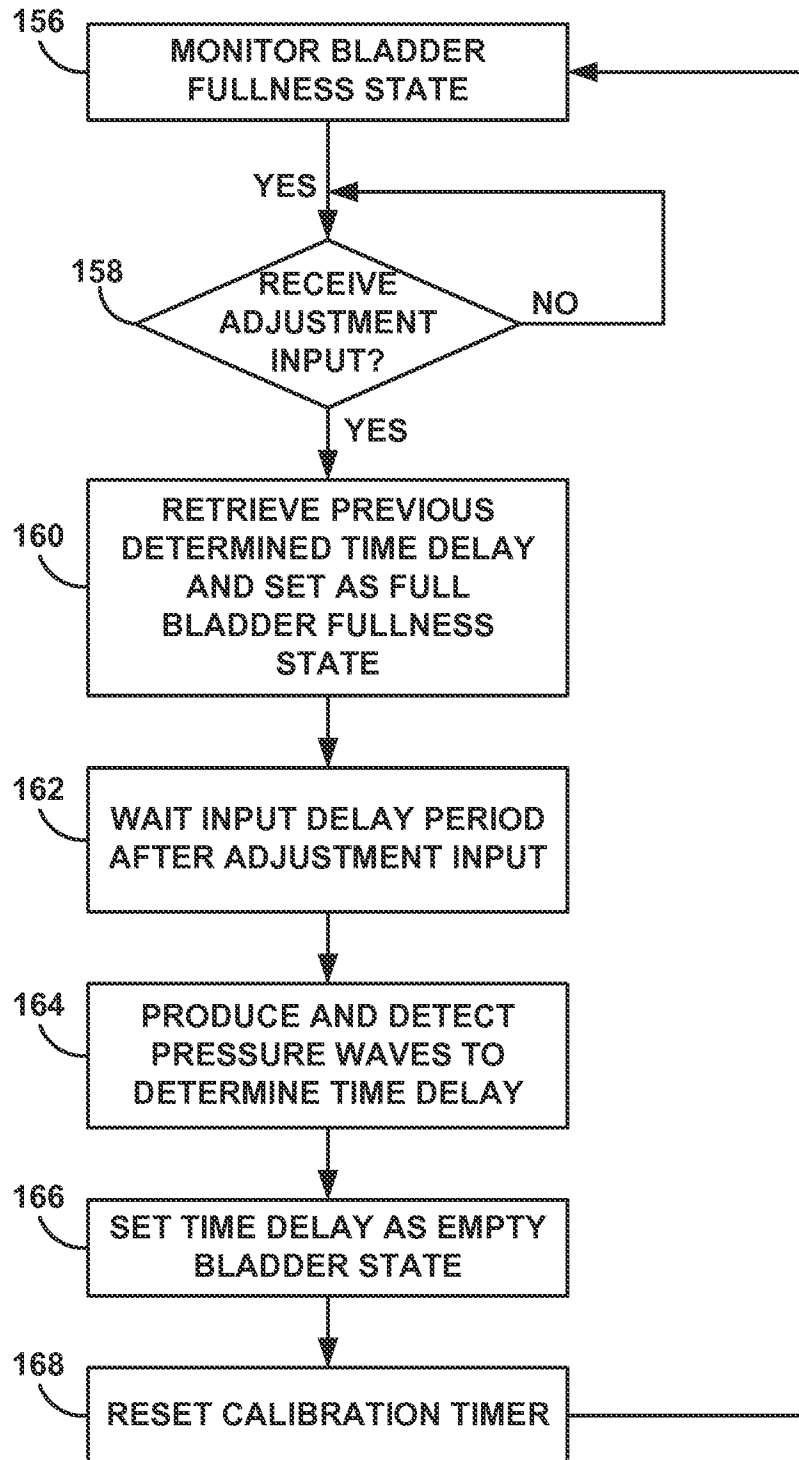 156
MONITOR BLADDER
FULLNESS STATE
YES
158
RECEIVE
ADJUSTMENT
INPUT?
NO
YES
160
RETRIEVE PREVIOUS
DETERMINED TIME DELAY
AND SET AS FULL
BLADDER FULLNESS
STATE
162
WAIT INPUT DELAY PERIOD
AFTER ADJUSTMENT INPUT
164
PRODUCE AND DETECT
PRESSURE WAVES TO
DETERMINE TIME DELAY
166
SET TIME DELAY AS EMPTY
BLADDER STATE
168
RESET CALIBRATION TIMER